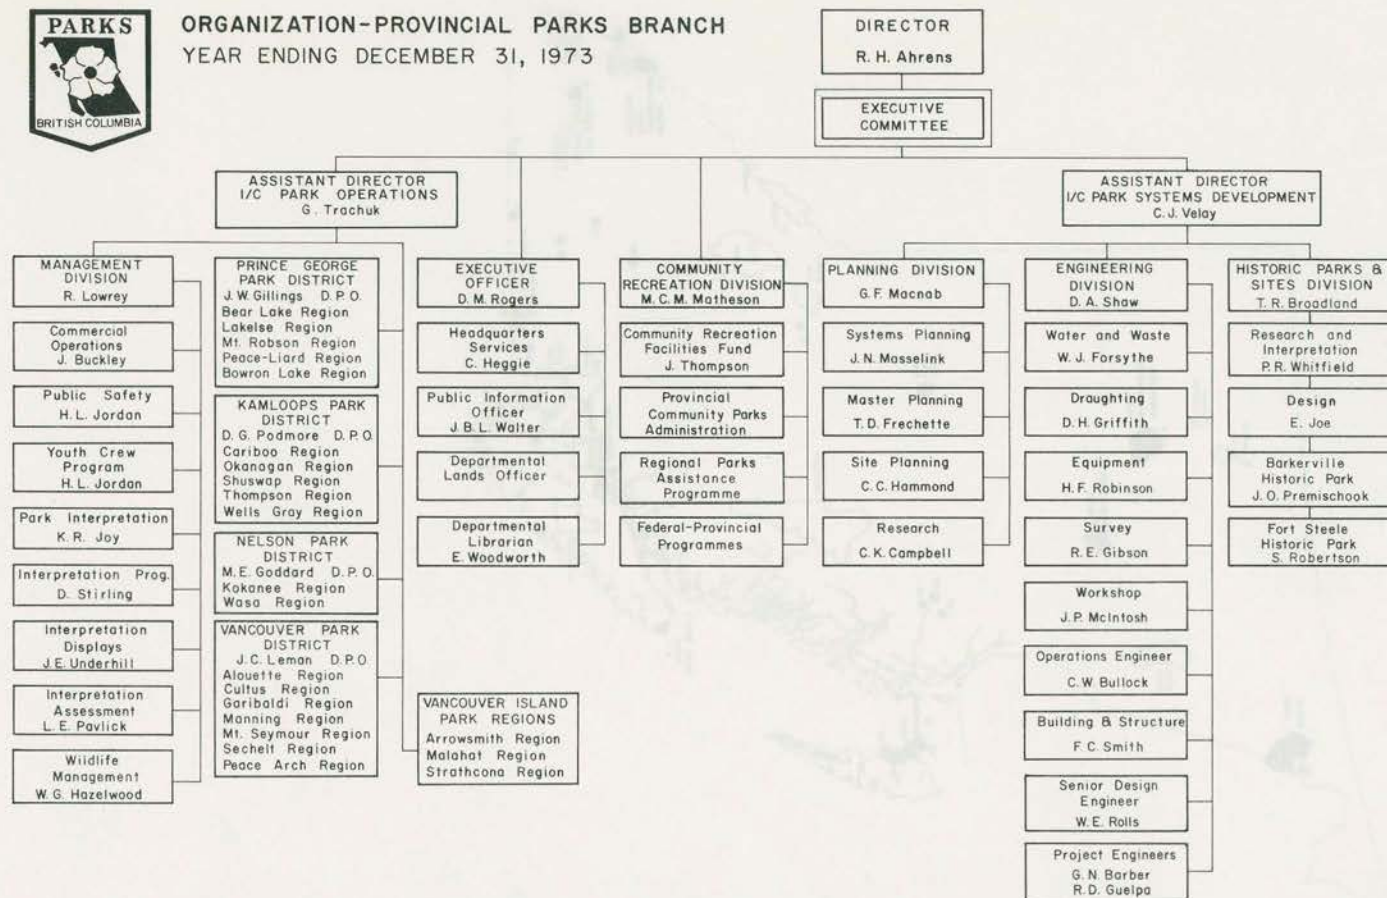 PARKS
BRITISH COLUMBIA
ORGANIZATION-PROVINCIAL PARKS BRANCH
YEAR ENDING DECEMBER 31, 1973
DIRECTOR
R. H. Ahrens
EXECUTIVE
COMMITTEE
ASSISTANT DIRECTOR
I/C PARK OPERATIONS
G. Trachuk
ASSISTANT DIRECTOR
I/C PARK SYSTEMS DEVELOPMENT
C. J. Velay
MANAGEMENT
DIVISION
R. Lowrey
Commercial
Operations
J. Buckley
Public Safety
H. L. Jordan
Youth Crew
Program
H. L. Jordan
Park Interpretation
K. R. Joy
Interpretation Prog.
D. Stirling
Interpretation
Displays
J. E. Underhill
Interpretation
Assessment
L. E. Pavlick
Wiidlife
Management
W. G. Hazelwood
PRINCE GEORGE
PARK DISTRICT
J. W. Gillings D. P. O.
Bear Lake Region
Lakelse Region
Mt. Robson Region
Peace-Liard Region
Bowron Lake Region
KAMLOOPS PARK
DISTRICT
D. G. Podmore D. P. O.
Cariboo Region
Okanagan Region
Shuswap Region
Thompson Region
Wells Gray Region
NELSON PARK
DISTRICT
M. E. Goddard D. P. O.
Kokanee Region
Wasa Region
VANCOUVER PARK
DISTRICT
J. C. Leman D. P. O.
Alouette Region
Cultus Region
Garibaldi Region
Manning Region
Mt. Seymour Region
Sechelt Region
Peace Arch Region
VANCOUVER ISLAND
PARK REGIONS
Arrowsmith Region
Malahat Region
Strathcona Region
EXECUTIVE
OFFICER
D. M. Rogers
Headquarters
Services
C. Heggie
Public Information
Officer
J. B. L. Walter
Departmental
Lands Officer
Departmental
Librarian
E. Woodworth
COMMUNITY
RECREATION DIVISION
M. C. M. Matheson
Community Recreation
Facilities Fund
J. Thompson
Provincial
Community Parks
Administration
Regional Parks
Assistance
Programme
Federal-Provincial
Programmes
PLANNING DIVISION
G. F. Macnab
Systems Planning
J. N. Masselink
Master Planning
T. D. Frechette
Site Planning
C. C. Hammond
Research
C. K. Campbell
ENGINEERING
DIVISION
D. A. Shaw
Water and Waste
W. J. Forsythe
Draughting
D. H. Griffith
Equipment
H. F. Robinson
Survey
R. E. Gibson
Workshop
J. P. McIntosh
Operations Engineer
C. W. Bullock
Building & Structure
F. C. Smith
Senior Design
Engineer
W. E. Rolls
Project Engineers
G. N. Barber
R. D. Guelpa
HISTORIC PARKS &
SITES DIVISION
T. R. Broadland
Research and
Interpretation
P. R. Whitfield
Design
E. Joe
Barkerville
Historic Park
J. O. Premischook
Fort Steele
Historic Park
S. Robertson